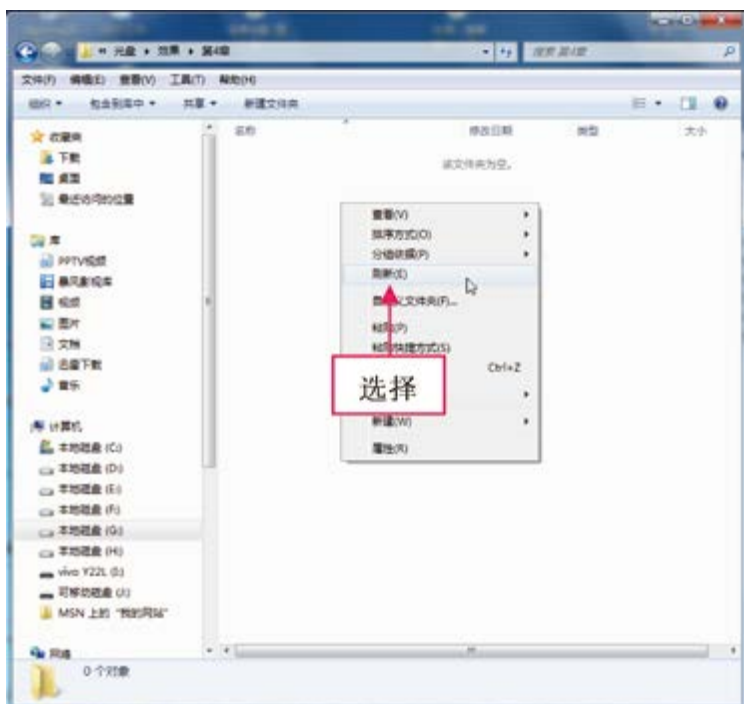 « 光盘 ▸ 效果 ▸ 第4章
搜索 第4章
文件(F) 编辑(E) 查看(V) 工具(T) 帮助(H)
组织 ▾ 包含到库中 ▾ 共享 ▾ 新建文件夹
收藏夹
下载
桌面
最近访问的位置
库
PPTV视频
暴风影视库
视频
图片
文档
迅雷下载
音乐
计算机
本地磁盘 (C:)
本地磁盘 (D:)
本地磁盘 (E:)
本地磁盘 (F:)
本地磁盘 (G:)
本地磁盘 (H:)
vivo Y22L (I:)
可移动磁盘 (J:)
MSN 上的“我的网站”
网络
名称 修改日期 类型 大小
该文件夹为空。
查看(V)
排序方式(O)
分组依据(P)
刷新(E)
自定义文件夹(F)...
粘贴(P)
粘贴快捷方式(S)
Ctrl+Z
选择
新建(W)
属性(R)
0 个对象